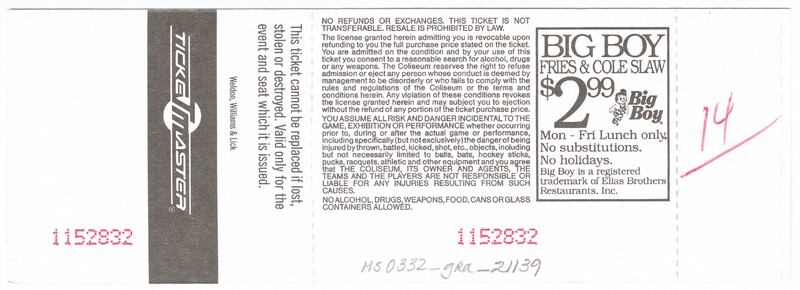 TICKETMASTER®
1152832
This ticket cannot be replaced if lost,
stolen or destroyed. Valid only for the
event and seat which it is issued.
Weldon, Williams & Lick
NO REFUNDS OR EXCHANGES. THIS TICKET IS NOT
TRANSFERABLE. RESALE IS PROHIBITED BY LAW.
The license granted herein admitting you is revocable upon
refunding to you the full purchase price stated on the ticket.
You are admitted on the condition and by your use of this
ticket you consent to a reasonable search for alcohol, drugs
or any weapons. The Coliseum reserves the right to refuse
admission or eject any person whose conduct is deemed by
management to be disorderly or who fails to comply with the
rules and regulations of the Coliseum or the terms and
conditions herein. Any violation of these conditions revokes
the license granted herein and may subject you to ejection
without the refund of any portion of the ticket purchase price.
YOU ASSUME ALL RISK AND DANGER INCIDENTAL TO THE
GAME, EXHIBITION OR PERFORMANCE whether occurring
prior to, during or after the actual game or performance,
including specifically (but not exclusively) the danger of being
injured by thrown, batted, kicked, shot, etc., objects, including
but not necessarily limited to balls, bats, hockey sticks,
pucks, racquets, athletic and other equipment and you agree
that THE COLISEUM, ITS OWNER AND AGENTS, THE
TEAMS AND THE PLAYERS ARE NOT RESPONSIBLE OR
LIABLE FOR ANY INJURIES RESULTING FROM SUCH
CAUSES.
NO ALCOHOL, DRUGS, WEAPONS, FOOD, CANS OR GLASS
CONTAINERS ALLOWED.
1152832
BIG BOY
FRIES & COLE SLAW
$2.99
Big
Boy
Mon - Fri Lunch only,
No substitutions.
No holidays.
Big Boy is a registered
trademark of Elias Brothers
Restaurants, Inc.
14
MS0332_gra_21139